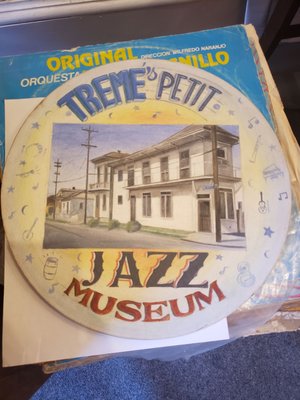 ORIGINAL DIRECCION WILFREDO NARANJO
ORQUESTA
TREME'S PETIT
JAZZ
MUSEUM